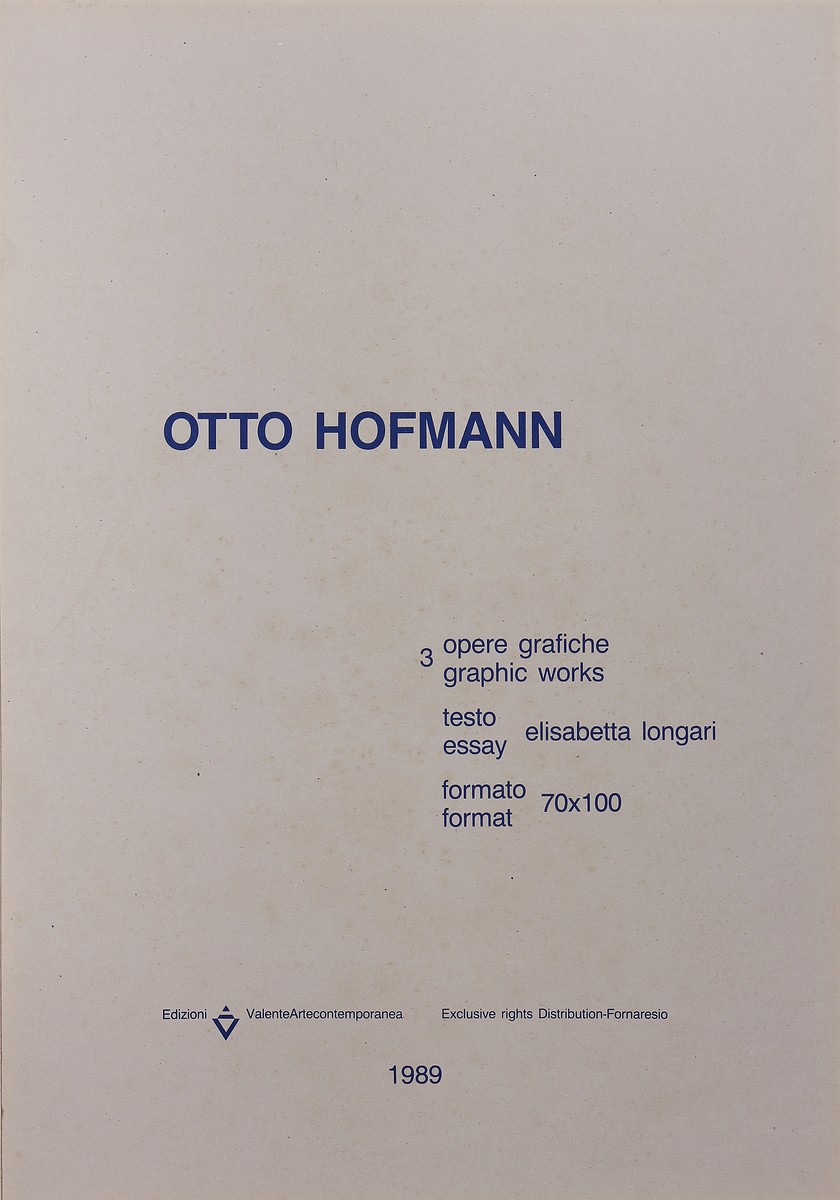 OTTO HOFMANN
3 opere grafiche
graphic works
testo
essay elisabetta longari
formato
format 70x100
Edizioni ValenteArtecontemporanea Exclusive rights Distribution-Fornaresio
1989